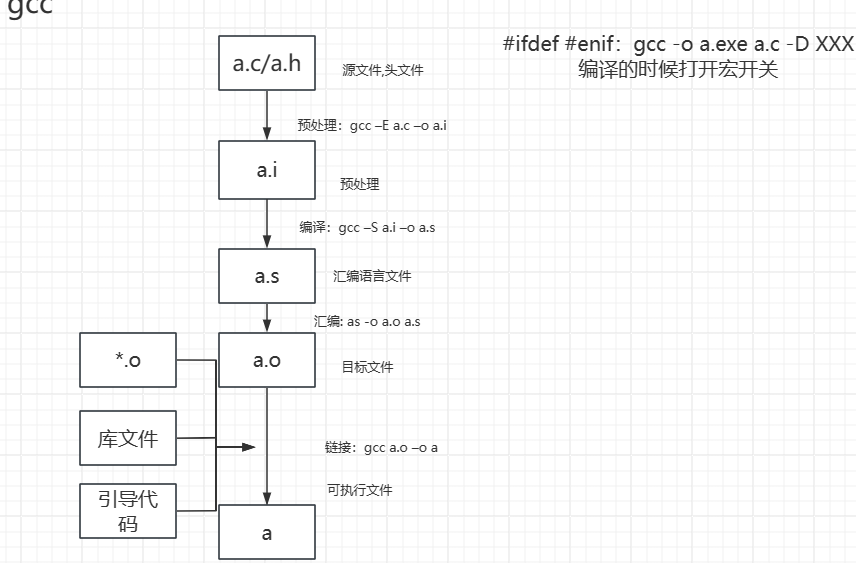 gcc
#ifdef #enif：gcc -o a.exe a.c -D XXX
编译的时候打开宏开关
a.c/a.h
源文件,头文件
预处理：gcc –E a.c –o a.i
a.i
预处理
编译：gcc –S a.i –o a.s
a.s
汇编语言文件
汇编: as -o a.o a.s
*.o
a.o
目标文件
库文件
链接：gcc a.o –o a
引导代
码
可执行文件
a